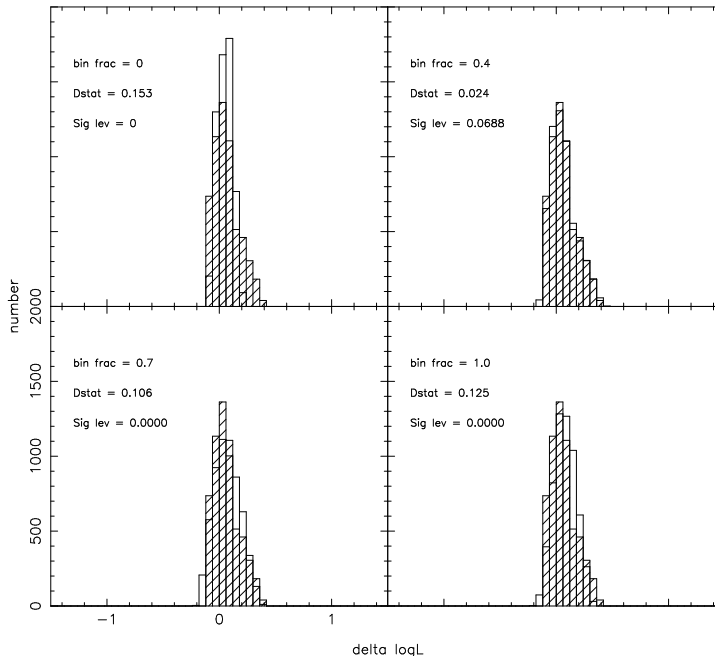 bin frac = 0
Dstat = 0.153
Sig lev = 0
bin frac = 0.4
Dstat = 0.024
Sig lev = 0.0688
bin frac = 0.7
Dstat = 0.106
Sig lev = 0.0000
bin frac = 1.0
Dstat = 0.125
Sig lev = 0.0000
number
2000
1500
1000
500
0
−1
0
1
delta logL